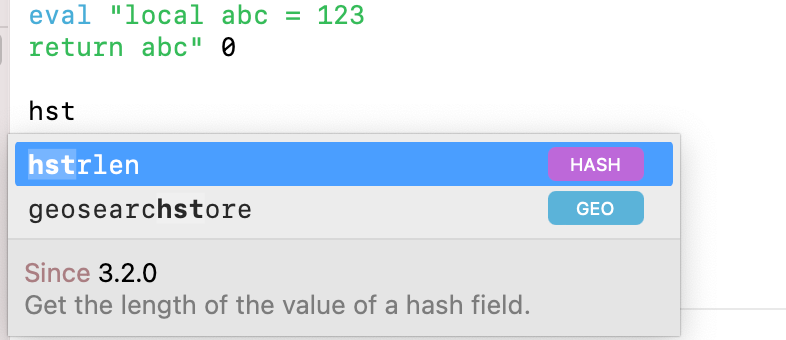 eval "local abc = 123
return abc" 0
hst
hstrlen HASH
geosearchstore GEO
Since 3.2.0
Get the length of the value of a hash field.